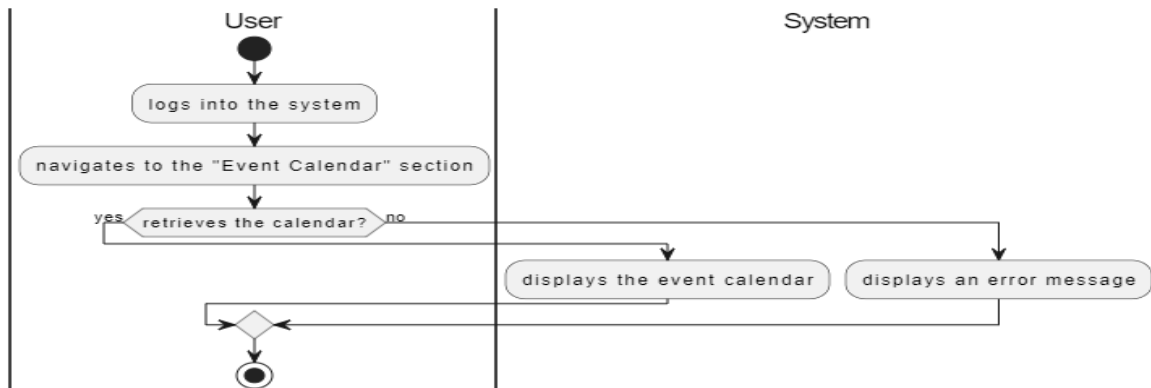 User
System
logs into the system
navigates to the "Event Calendar" section
yes
retrieves the calendar?
no
displays the event calendar
displays an error message